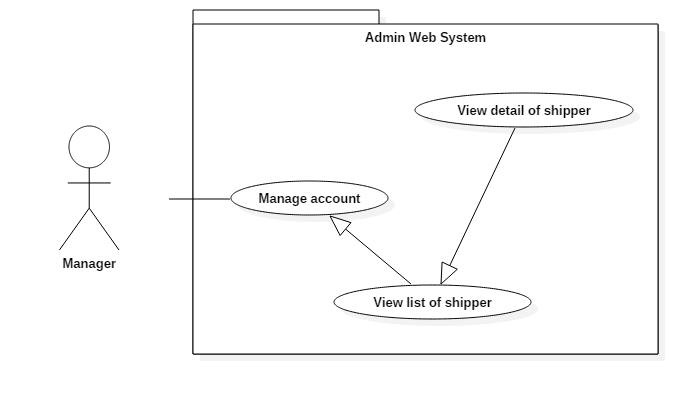 Admin Web System
View detail of shipper
Manage account
Manager
View list of shipper